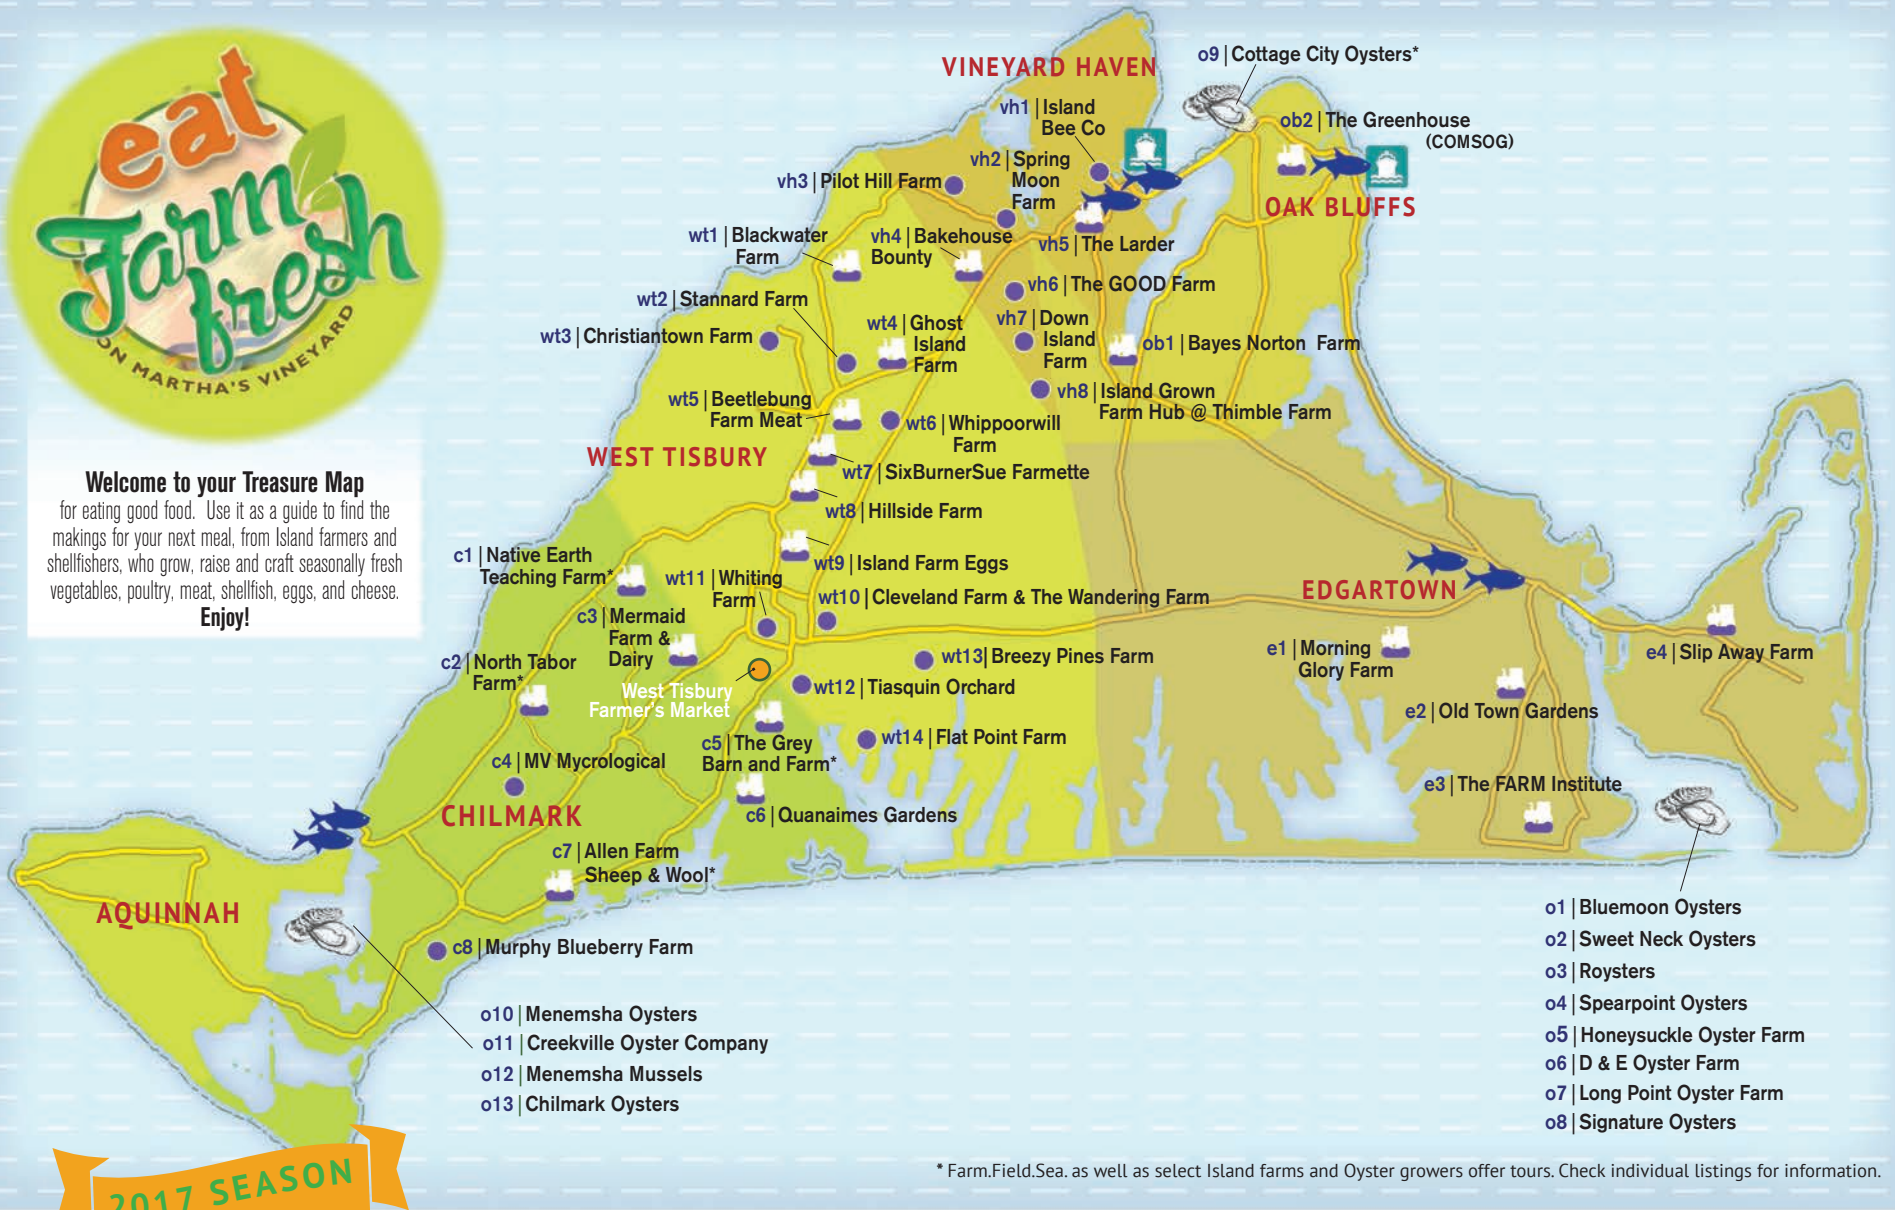 eat
Farm
fresh
ON MARTHA'S VINEYARD
Welcome to your Treasure Map
for eating good food. Use it as a guide to find the
makings for your next meal, from Island farmers and
shellfishers, who grow, raise and craft seasonally fresh
vegetables, poultry, meat, shellfish, eggs, and cheese.
Enjoy!
VINEYARD HAVEN
o9 | Cottage City Oysters*
vh1 | Island
Bee Co
ob2 | The Greenhouse
(COMSOG)
vh2 | Spring
Moon
Farm
vh3 | Pilot Hill Farm
OAK BLUFFS
wt1 | Blackwater
Farm
vh4 | Bakehouse
Bounty
vh5 | The Larder
vh6 | The GOOD Farm
wt2 | Stannard Farm
wt3 | Christiantown Farm
wt4 | Ghost
Island
Farm
vh7 | Down
Island
Farm
ob1 | Bayes Norton Farm
vh8 | Island Grown
Farm Hub @ Thimble Farm
wt5 | Beetlebung
Farm Meat
wt6 | Whippoorwill
Farm
WEST TISBURY
wt7 | SixBurnerSue Farmette
wt8 | Hillside Farm
c1 | Native Earth
Teaching Farm*
wt9 | Island Farm Eggs
wt11 | Whiting
Farm
wt10 | Cleveland Farm & The Wandering Farm
EDGARTOWN
c3 | Mermaid
Farm &
Dairy
c2 | North Tabor
Farm*
wt13| Breezy Pines Farm
e1 | Morning
Glory Farm
e4 | Slip Away Farm
West Tisbury
Farmer's Market
wt12 | Tiasquin Orchard
e2 | Old Town Gardens
c5 | The Grey
Barn and Farm*
wt14 | Flat Point Farm
c4 | MV Mycrological
e3 | The FARM Institute
CHILMARK
c6 | Quanaimes Gardens
c7 | Allen Farm
Sheep & Wool*
AQUINNAH
c8 | Murphy Blueberry Farm
o10 | Menemsha Oysters
o11 | Creekville Oyster Company
o12 | Menemsha Mussels
o13 | Chilmark Oysters
o1 | Bluemoon Oysters
o2 | Sweet Neck Oysters
o3 | Roysters
o4 | Spearpoint Oysters
o5 | Honeysuckle Oyster Farm
o6 | D & E Oyster Farm
o7 | Long Point Oyster Farm
o8 | Signature Oysters
2017 SEASON
* Farm.Field.Sea. as well as select Island farms and Oyster growers offer tours. Check individual listings for information.